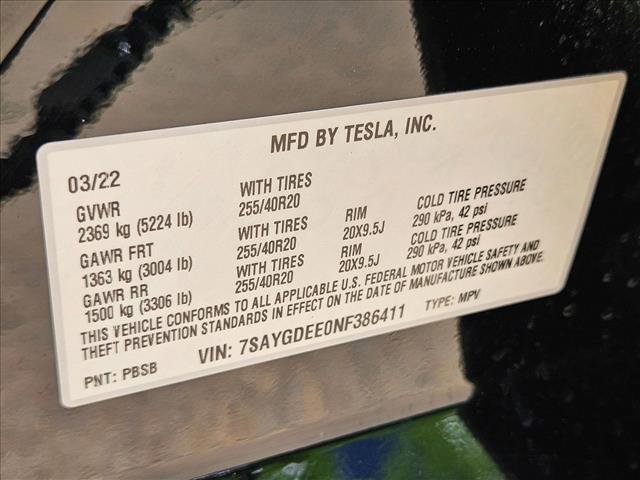 MFD BY TESLA, INC.
03/22
GVWR WITH TIRES
2369 kg (5224 lb) 255/40R20 RIM COLD TIRE PRESSURE
GAWR FRT WITH TIRES 20X9.5J 290 kPa, 42 psi
1363 kg (3004 lb) 255/40R20 RIM COLD TIRE PRESSURE
GAWR RR WITH TIRES 20X9.5J 290 kPa, 42 psi
1500 kg (3306 lb) 255/40R20
THIS VEHICLE CONFORMS TO ALL APPLICABLE U.S. FEDERAL MOTOR VEHICLE SAFETY AND
THEFT PREVENTION STANDARDS IN EFFECT ON THE DATE OF MANUFACTURE SHOWN ABOVE.
PNT: PBSB VIN: 7SAYGDEE0NF386411 TYPE: MPV